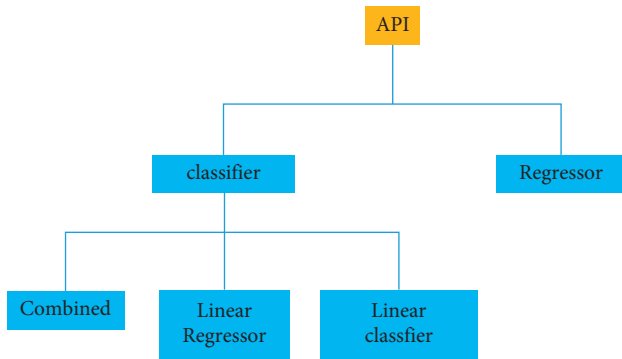 API
classifier
Regressor
Combined
Linear
Regressor
Linear
classfier